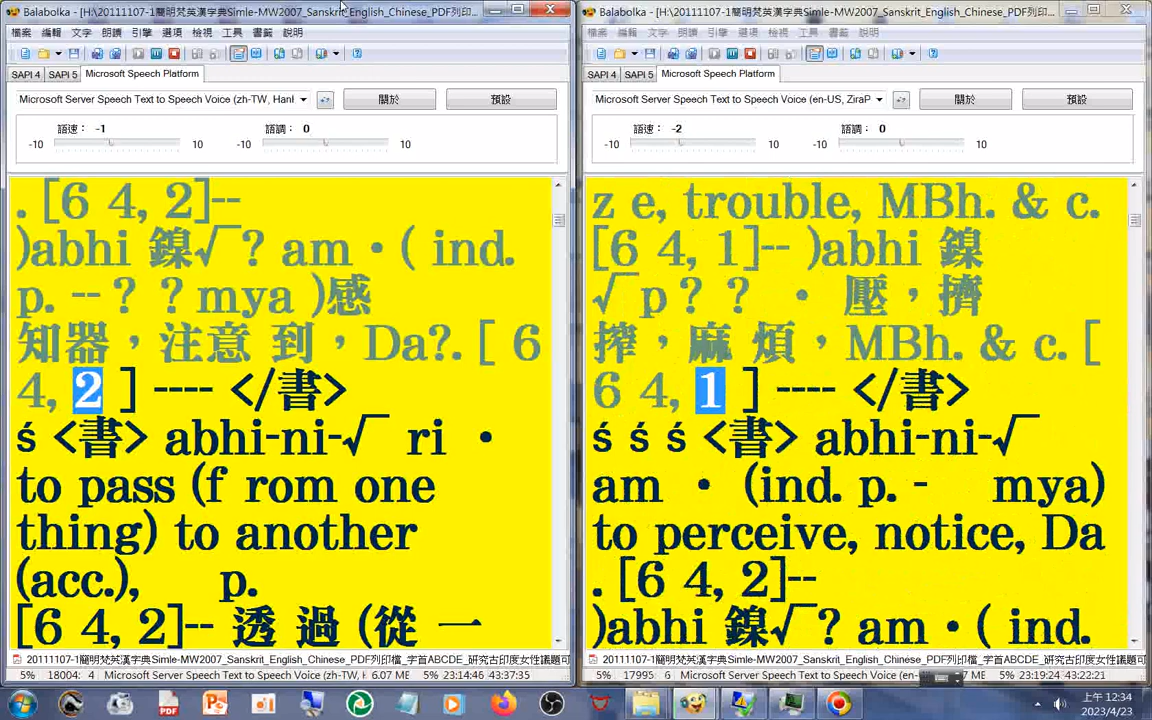 Balabolka - [H:\20111107-1簡明梵英漢字典Simle-MW2007_Sanskrit_English_Chinese_PDF列印...
檔案 編輯 文字 朗讀 引擎 選項 檢視 工具 書籤 說明
SAPI 4 SAPI 5 Microsoft Speech Platform
Microsoft Server Speech Text to Speech Voice (zh-TW, HanI 關於 預設
語速： -1 語調： 0
-10 10 -10 10
. [6 4, 2]--
)abhi 鎳√￣? am‧( ind.
p. --？？mya )感
知器，注意 到，Da?. [ 6
4, 2 ] ---- </書>
ś <書> abhi-ni-√￣ ri ‧
to pass (f rom one
thing) to another
(acc.), p.
[6 4, 2]-- 透 過 (從 一
20111107-1簡明梵英漢字典Simle-MW2007_Sanskrit_English_Chinese_PDF列印檔_字首ABCDE_研究古印度女性議題可
5% 18004: 4 Microsoft Server Speech Text to Speech Voice (zh-TW, H 6.07 ME 5% 23:14:46 43:37:35
Balabolka - [H:\20111107-1簡明梵英漢字典Simle-MW2007_Sanskrit_English_Chinese_PDF列印...
檔案 編輯 文字 朗讀 引擎 選項 檢視 工具 書籤 說明
SAPI 4 SAPI 5 Microsoft Speech Platform
Microsoft Server Speech Text to Speech Voice (en-US, ZiraP 關於 預設
語速： -2 語調： 0
-10 10 -10 10
z e, trouble, MBh. & c.
[6 4, 1]-- )abhi 鎳
√￣p？？ ‧ 壓，擠
搾，麻 煩，MBh. & c. [
6 4, 1 ] ---- </書>
ś ś ś <書> abhi-ni-√￣
am ‧ (ind. p. - mya)
to perceive, notice, Da
. [6 4, 2]--
)abhi 鎳√￣? am‧( ind.
20111107-1簡明梵英漢字典Simle-MW2007_Sanskrit_English_Chinese_PDF列印檔_字首ABCDE_研究古印度女性議題可
5% 17995: 6 Microsoft Server Speech Text to Speech Voice (en-US, Z 7 ME 5% 23:19:24 43:22:21
上午 12:34
2023/4/23